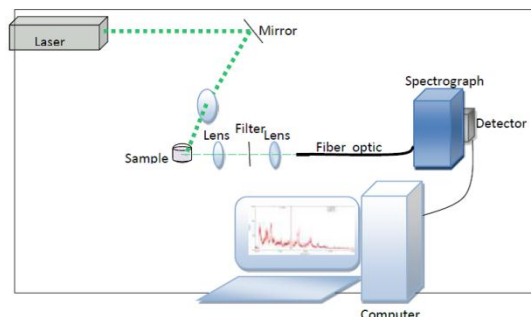 Laser
Mirror
Spectrograph
Detector
Lens
Filter
Lens
Sample
Fiber optic
Computer